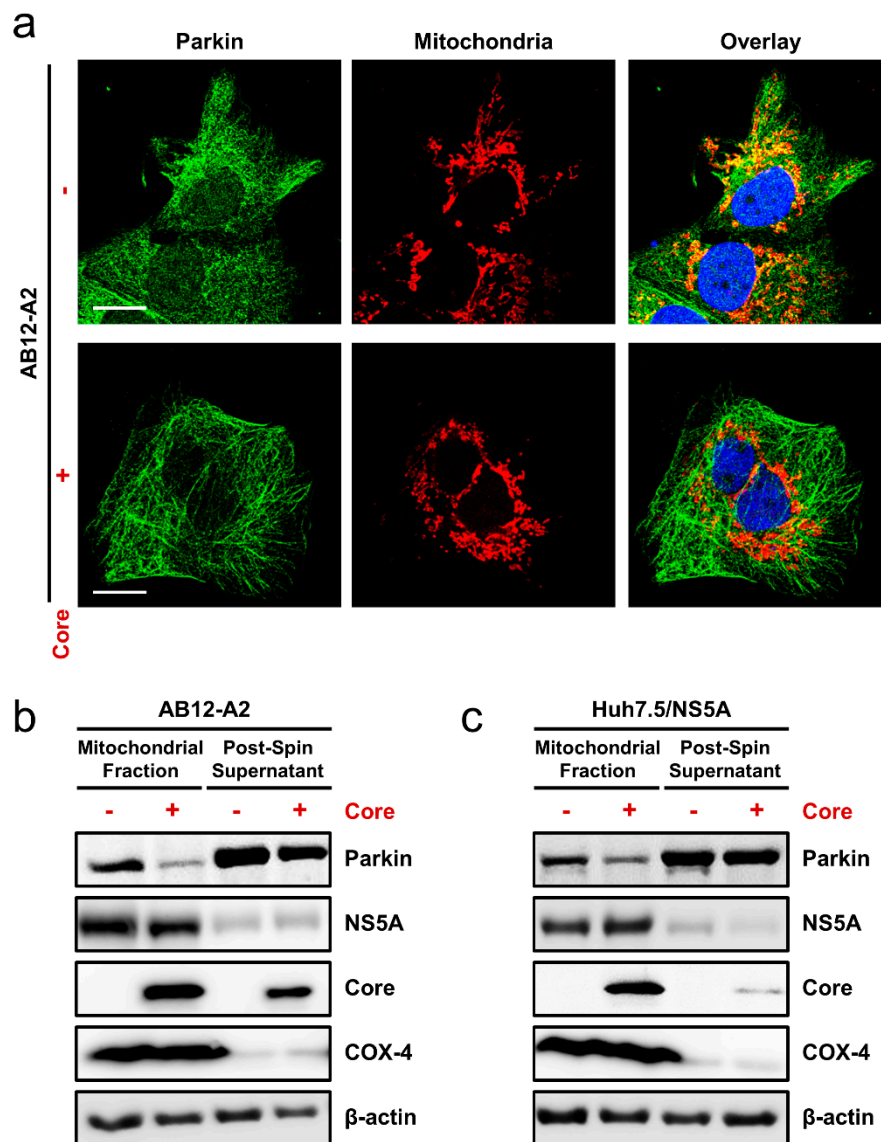 a
Parkin Mitochondria Overlay
AB12-A2
-
+
Core
b
AB12-A2
Mitochondrial Post-Spin
Fraction Supernatant
- + - + Core
Parkin
NS5A
Core
COX-4
β-actin
c
Huh7.5/NS5A
Mitochondrial Post-Spin
Fraction Supernatant
- + - + Core
Parkin
NS5A
Core
COX-4
β-actin